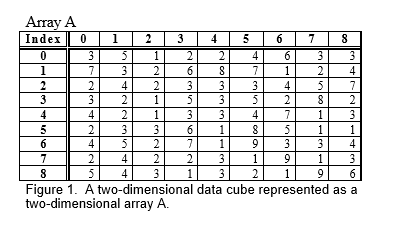 Array A
Index 0 1 2 3 4 5 6 7 8
0 3 5 1 2 2 4 6 3 3
1 7 3 2 6 8 7 1 2 4
2 2 4 2 3 3 3 4 5 7
3 3 2 1 5 3 5 2 8 2
4 4 2 1 3 3 4 7 1 3
5 2 3 3 6 1 8 5 1 1
6 4 5 2 7 1 9 3 3 4
7 2 4 2 2 3 1 9 1 3
8 5 4 3 1 3 2 1 9 6
Figure 1. A two-dimensional data cube represented as a
two-dimensional array A.